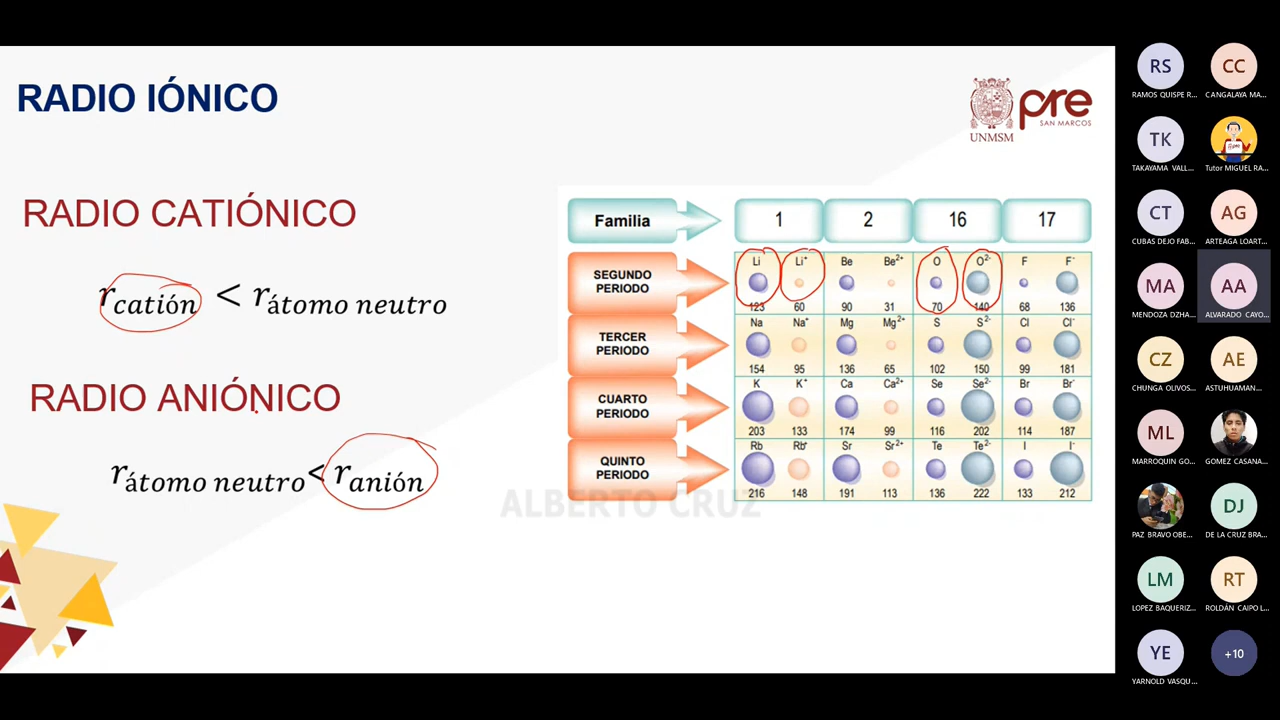 RADIO IÓNICO
UNMSM
pre
SAN MARCOS
RADIO CATIÓNICO
r catión < r átomo neutro
RADIO ANIÓNICO
r átomo neutro < r anión
Familia 1 2 16 17
SEGUNDO PERIODO
Li Li⁺ Be Be²⁺ O O²⁻ F F⁻
123 60 90 31 70 140 68 136
TERCER PERIODO
Na Na⁺ Mg Mg²⁺ S S²⁻ Cl Cl⁻
154 95 136 65 102 150 99 181
CUARTO PERIODO
K K⁺ Ca Ca²⁺ Se Se²⁻ Br Br⁻
203 133 174 99 116 202 114 187
QUINTO PERIODO
Rb Rb⁺ Sr Sr²⁺ Te Te²⁻ I I⁻
216 148 191 113 136 222 133 212
ALBERTO CRUZ
RS CC
RAMOS QUISPE R... CANGALAYA MA...
TK
TAKAYAMA VALL... Tutor MIGUEL RA...
CT AG
CUBAS DEJO FAB... ARTEAGA LOART...
MA AA
MENDOZA DZHA... ALVARADO CAYO...
CZ AE
CHUNGA OLIVOS... ASTUHUAMAN...
ML
MARROQUIN GO... GOMEZ CASANA...
DJ
PAZ BRAVO OBE... DE LA CRUZ BRA...
LM RT
LOPEZ BAQUERIZ... ROLDÁN CAIPO L...
YE +10
YARNOLD VASQU...